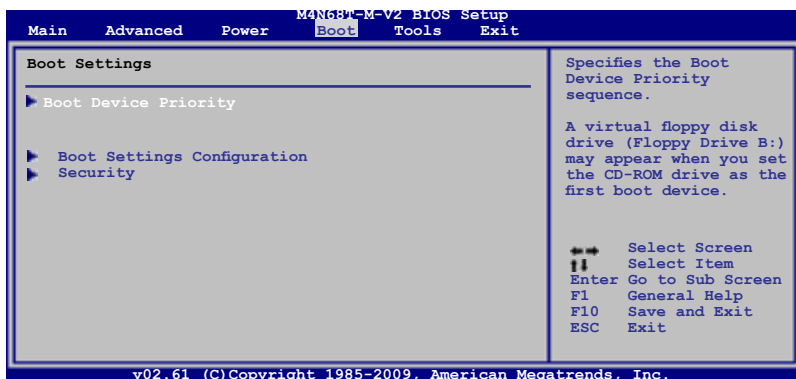 M4N68T-M-V2 BIOS Setup
Main Advanced Power Boot Tools Exit
Boot Settings
Boot Device Priority
Boot Settings Configuration
Security
Specifies the Boot
Device Priority
sequence.
A virtual floppy disk
drive (Floppy Drive B:)
may appear when you set
the CD-ROM drive as the
first boot device.
Select Screen
Select Item
Enter Go to Sub Screen
F1 General Help
F10 Save and Exit
ESC Exit
v02.61 (C)Copyright 1985-2009, American Megatrends, Inc.